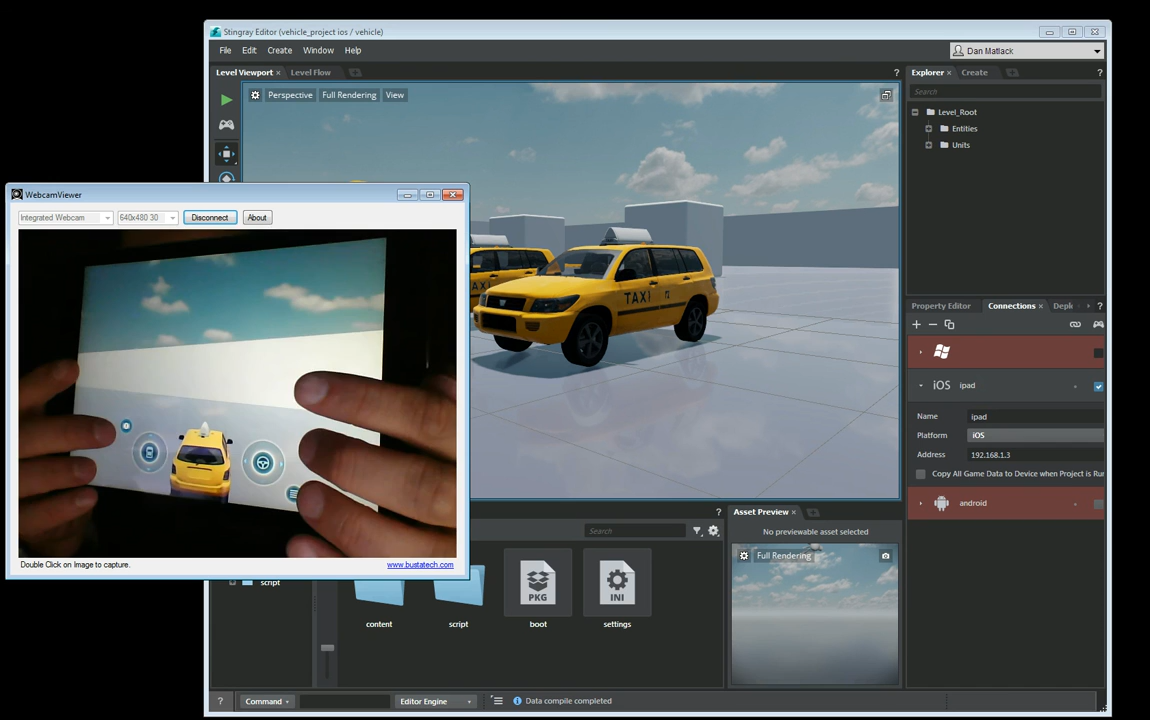 Stingray Editor (vehicle_project ios / vehicle)
File Edit Create Window Help
Dan Matlack
Level Viewport Level Flow ?
Explorer Create ?
Perspective Full Rendering View
Search
Level_Root
Entities
Units
WebcamViewer
Integrated Webcam 640x480 30 Disconnect About
TAXI
Property Editor Connections Depl ?
iOS ipad
Name ipad
Platform iOS
Address 192.168.1.3
Copy All Game Data to Device when Project is Rur
android
Double Click on Image to capture. www.bustatech.com
?
Search
Asset Preview
No previewable asset selected
Full Rendering
script
PKG
INI
content script boot settings
? Command Editor Engine Data compile completed